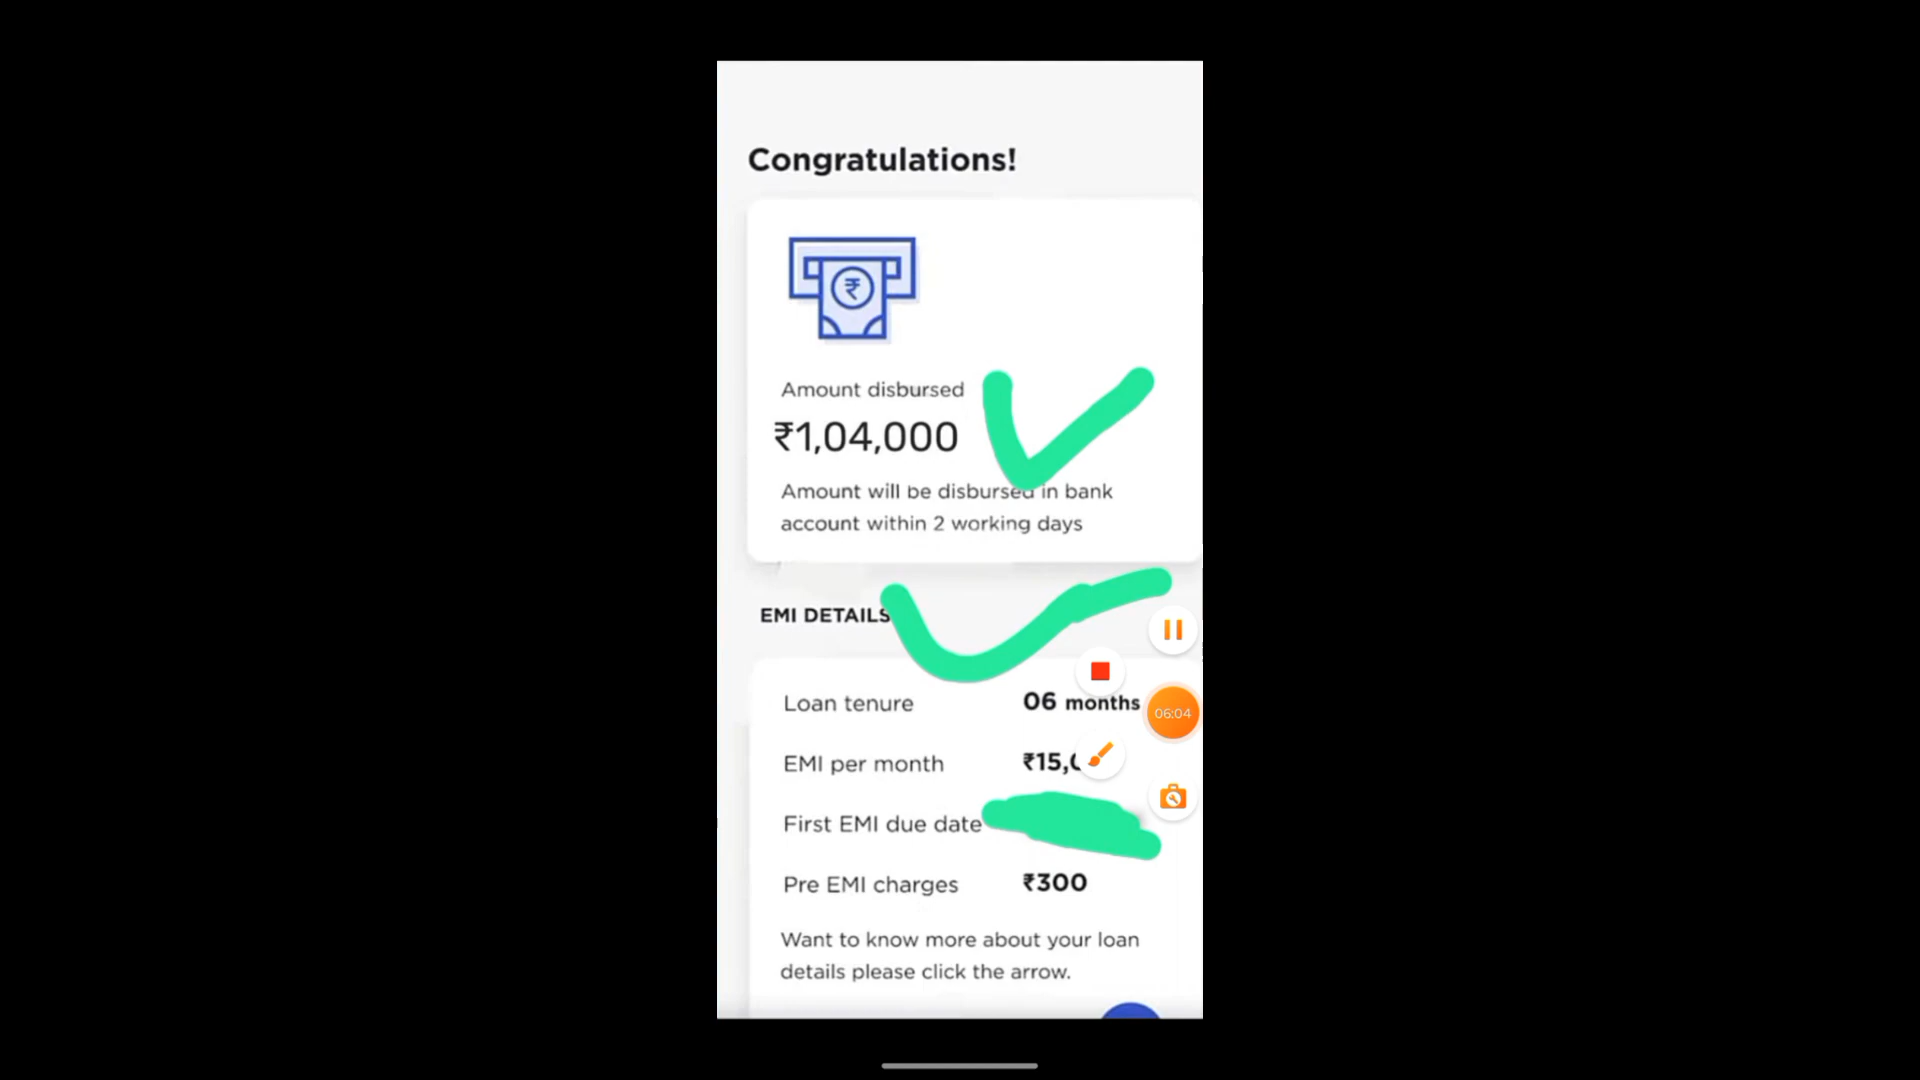 Congratulations!
₹
Amount disbursed
₹1,04,000
Amount will be disbursed in bank
account within 2 working days
EMI DETAILS
Loan tenure 06 months
06:04
EMI per month
First EMI due date
Pre EMI charges ₹300
Want to know more about your loan
details please click the arrow.